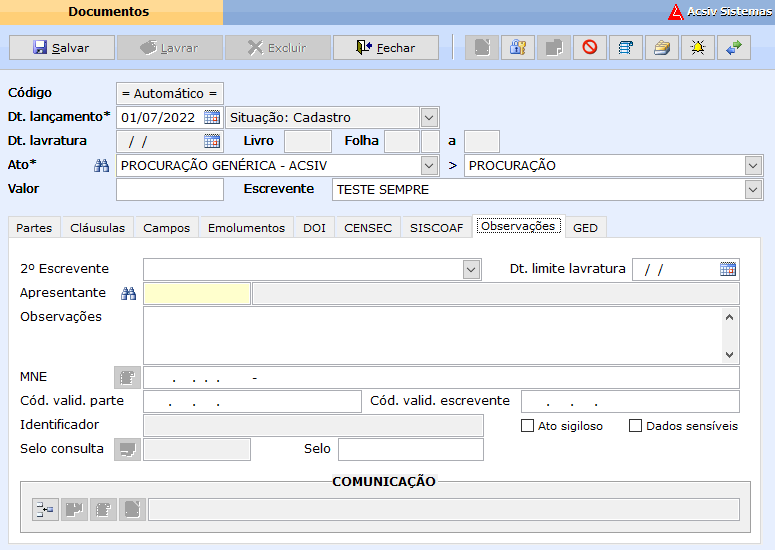 Documentos
Acsiv Sistemas
Salvar Lavrar Excluir Fechar
Código = Automático =
Dt. lançamento* 01/07/2022 Situação: Cadastro
Dt. lavratura / / Livro Folha a
Ato* PROCURAÇÃO GENÉRICA - ACSIV > PROCURAÇÃO
Valor Escrevente TESTE SEMPRE
Partes Cláusulas Campos Emolumentos DOI CENSEC SISCOAF Observações GED
2º Escrevente Dt. limite lavratura / /
Apresentante
Observações
MNE . . . . -
Cód. valid. parte . . . Cód. valid. escrevente . . .
Identificador Ato sigiloso Dados sensíveis
Selo consulta Selo
COMUNICAÇÃO